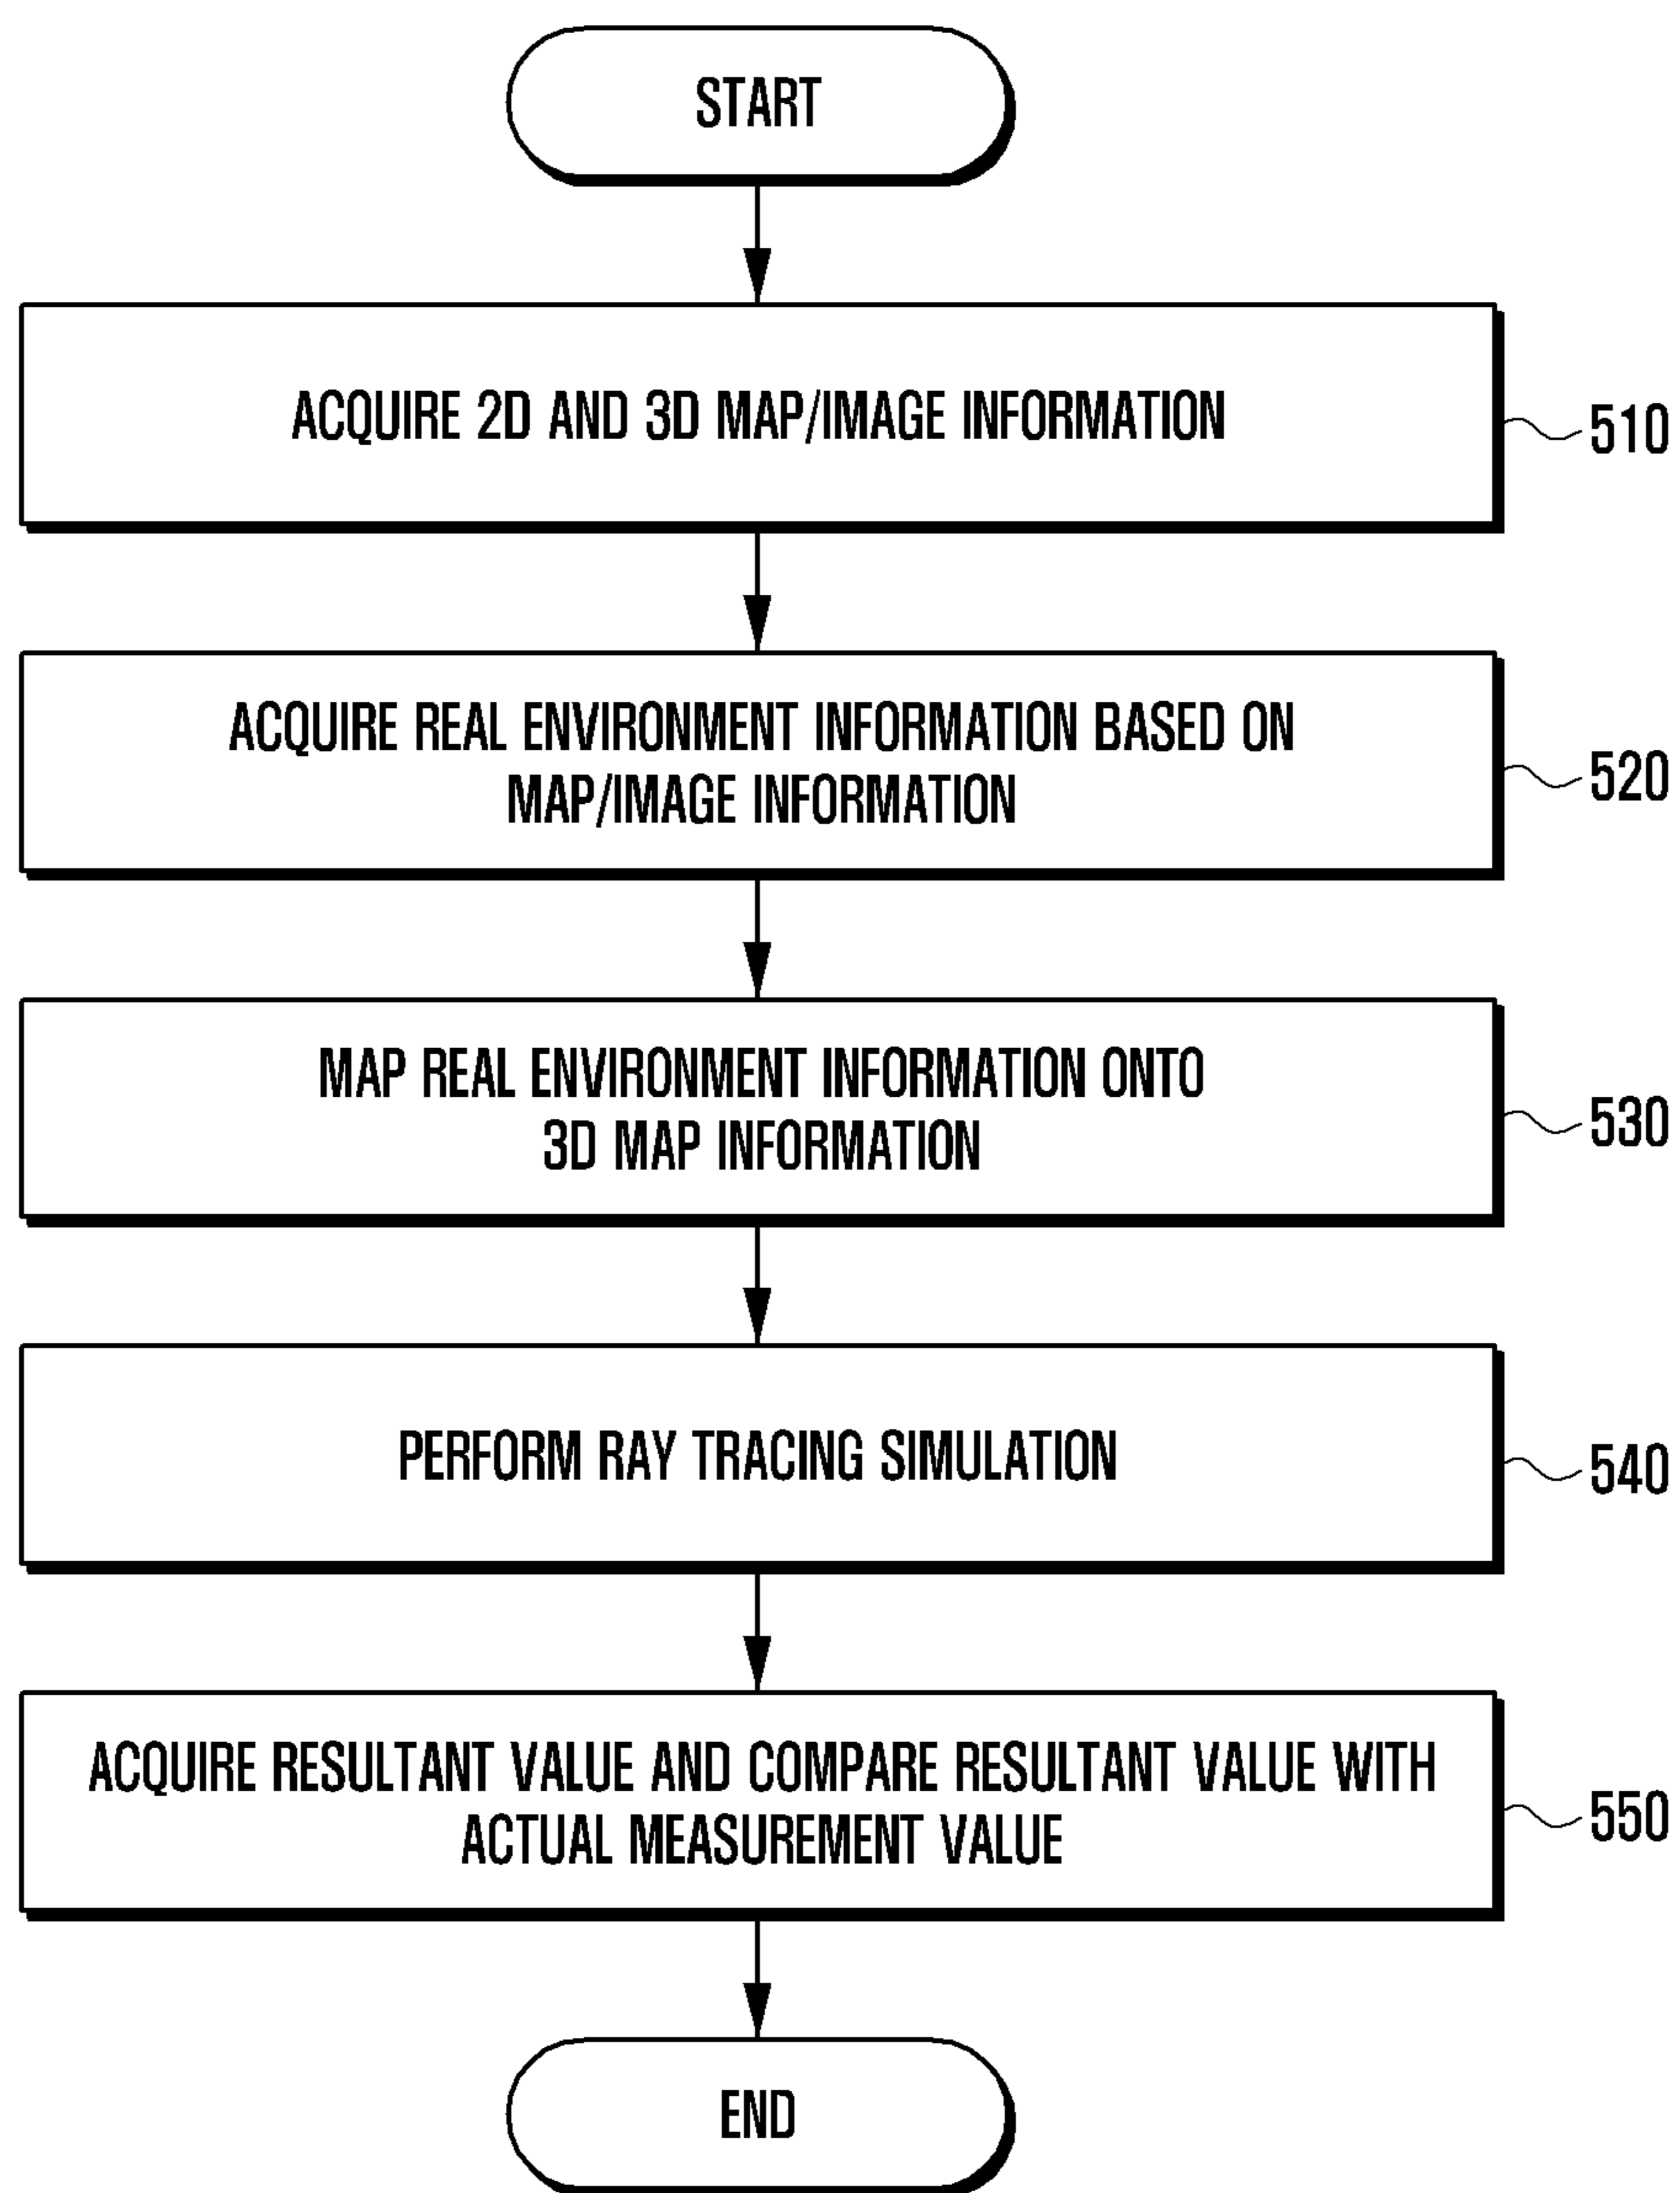 START
ACQUIRE 2D AND 3D MAP/IMAGE INFORMATION
510
ACQUIRE REAL ENVIRONMENT INFORMATION BASED ON
MAP/IMAGE INFORMATION
520
MAP REAL ENVIRONMENT INFORMATION ONTO
3D MAP INFORMATION
530
PERFORM RAY TRACING SIMULATION
540
ACQUIRE RESULTANT VALUE AND COMPARE RESULTANT VALUE WITH
ACTUAL MEASUREMENT VALUE
550
END